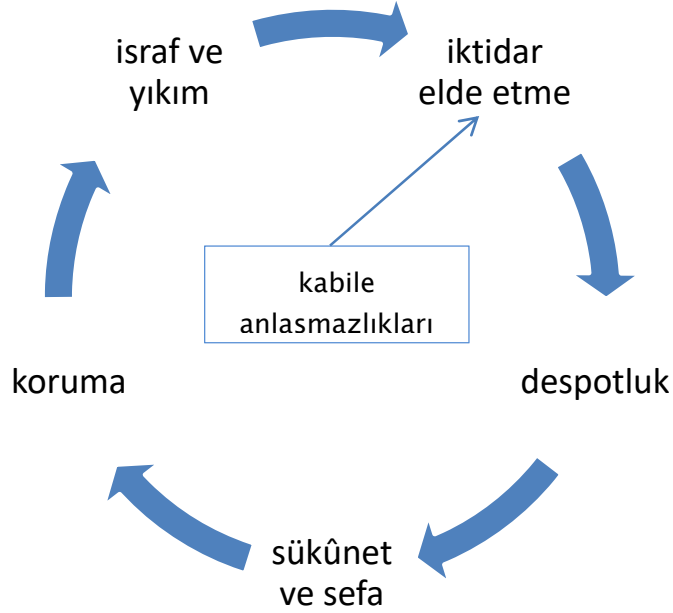 israf ve
yıkım
iktidar
elde etme
kabile
anlasmazlıkları
koruma
despotluk
sükûnet
ve sefa